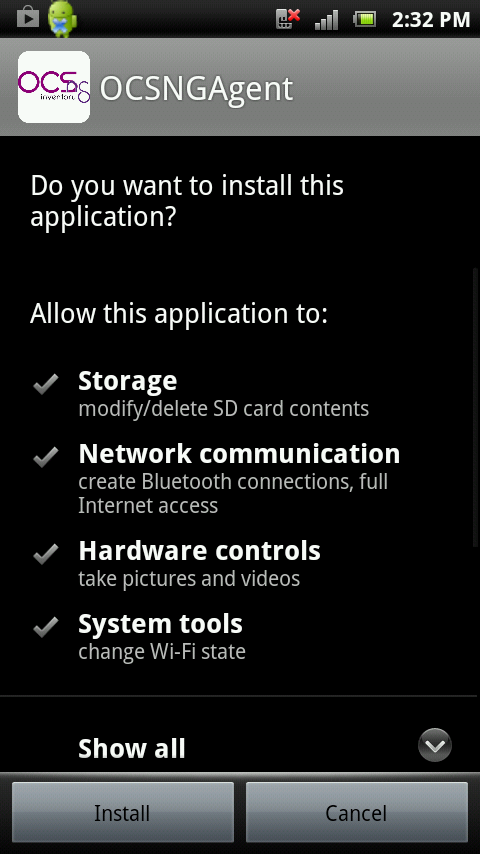 2:32 PM
OCS
inventory
OCSNGAgent
Do you want to install this
application?
Allow this application to:
Storage
modify/delete SD card contents
Network communication
create Bluetooth connections, full
Internet access
Hardware controls
take pictures and videos
System tools
change Wi-Fi state
Show all
Install Cancel